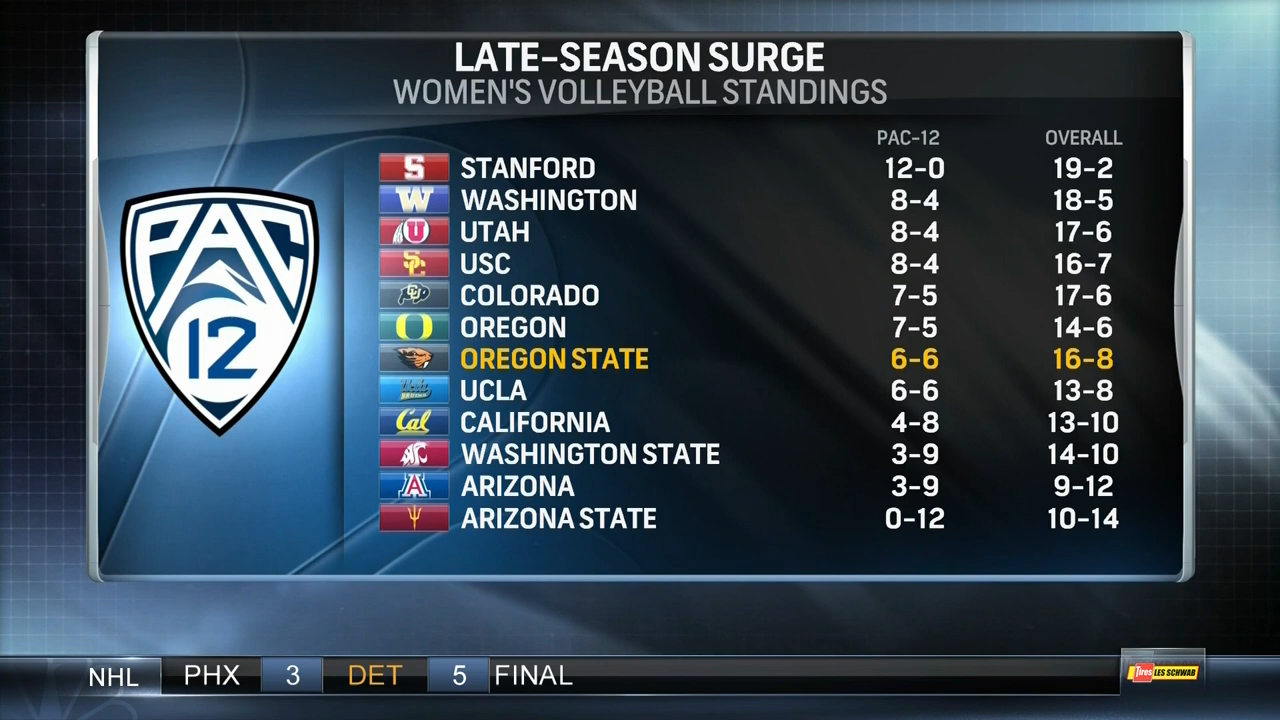 LATE-SEASON SURGE
WOMEN'S VOLLEYBALL STANDINGS
PAC-12 OVERALL
S STANFORD 12-0 19-2
W WASHINGTON 8-4 18-5
U UTAH 8-4 17-6
SC USC 8-4 16-7
CU COLORADO 7-5 17-6
O OREGON 7-5 14-6
OREGON STATE 6-6 16-8
UCLA 6-6 13-8
Cal CALIFORNIA 4-8 13-10
WASHINGTON STATE 3-9 14-10
A ARIZONA 3-9 9-12
ARIZONA STATE 0-12 10-14
PAC
12
NHL PHX 3 DET 5 FINAL
Tires LES SCHWAB